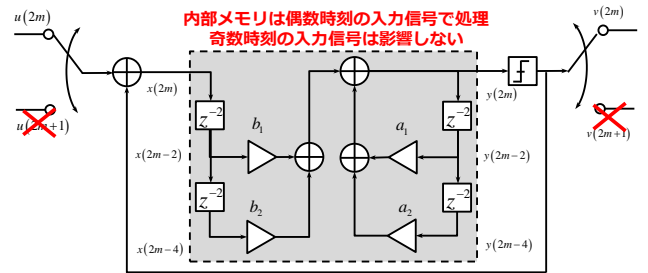 内部メモリは偶数時刻の入力信号で処理
奇数時刻の入力信号は影響しない
u(2m)
v(2m)
x(2m)
y(2m)
u(2m+1)
v(2m+1)
z⁻²
b₁
a₁
z⁻²
x(2m−2)
y(2m−2)
z⁻²
b₂
a₂
z⁻²
x(2m−4)
y(2m−4)